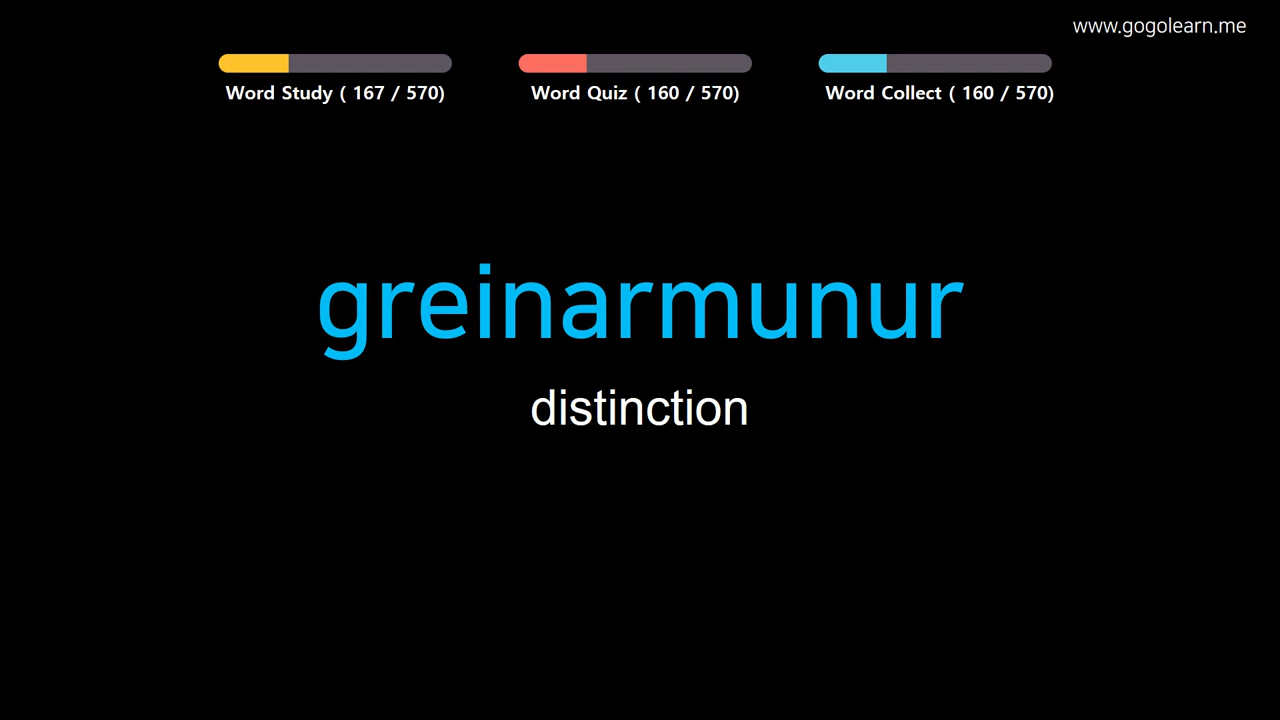 www.gogolearn.me
Word Study ( 167 / 570)
Word Quiz ( 160 / 570)
Word Collect ( 160 / 570)
greinarmunur
distinction